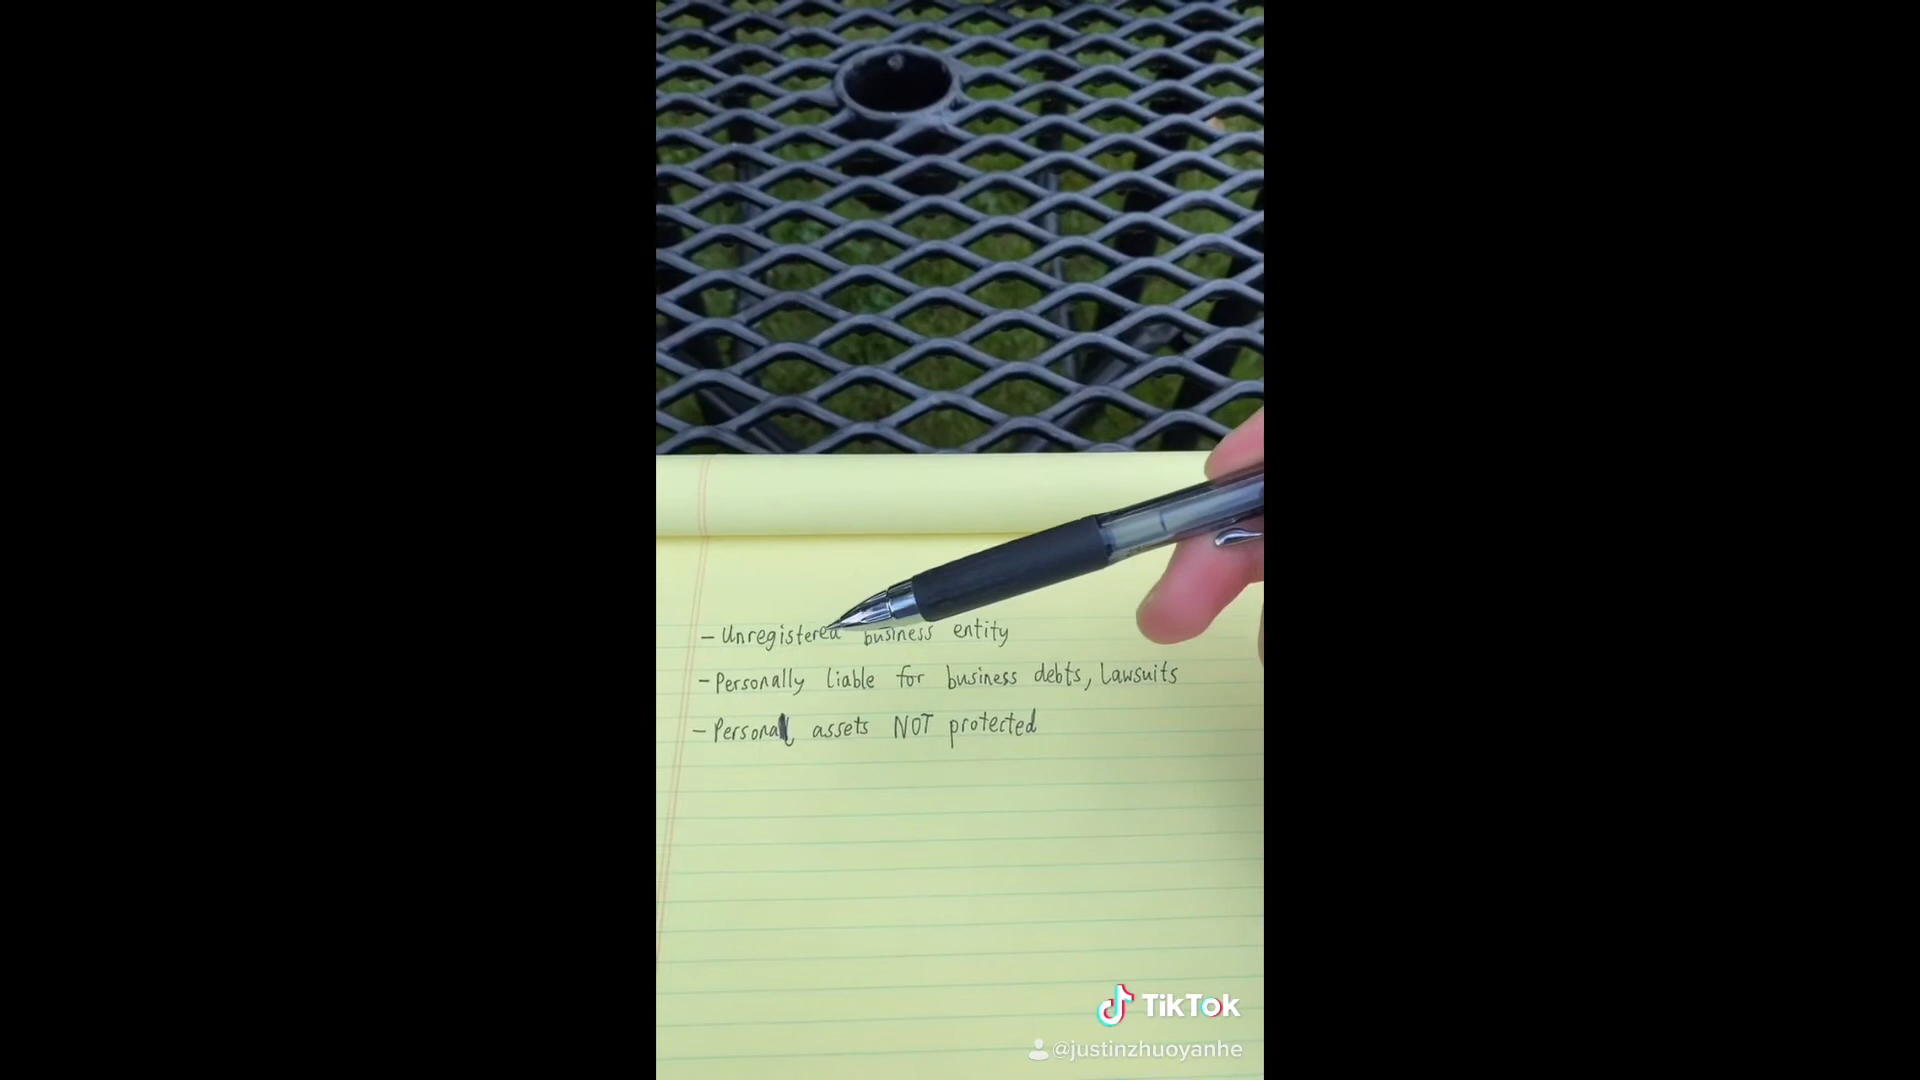 - Unregistered business entity
- Personally liable for business debts, Lawsuits
- Personal assets NOT protected
TikTok
@justinzhuoyanhe